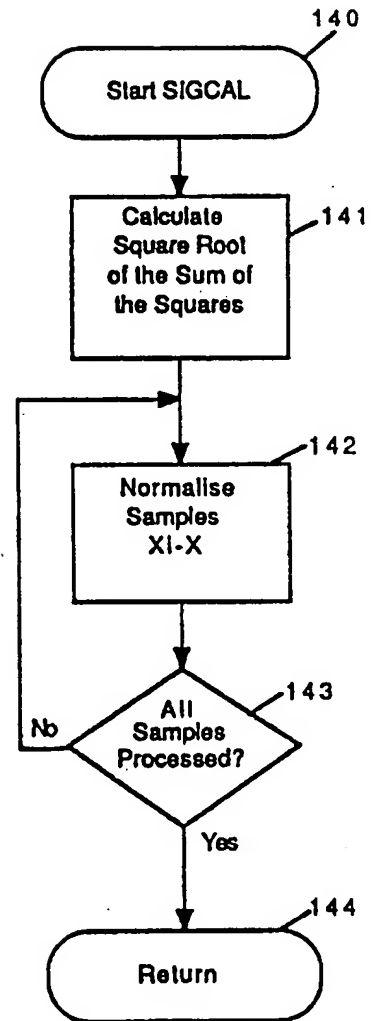 140
Start SIGCAL
Calculate
Square Root
of the Sum of
the Squares
141
142
Normalise
Samples
XI-X
143
All
Samples
Processed?
No
Yes
144
Return